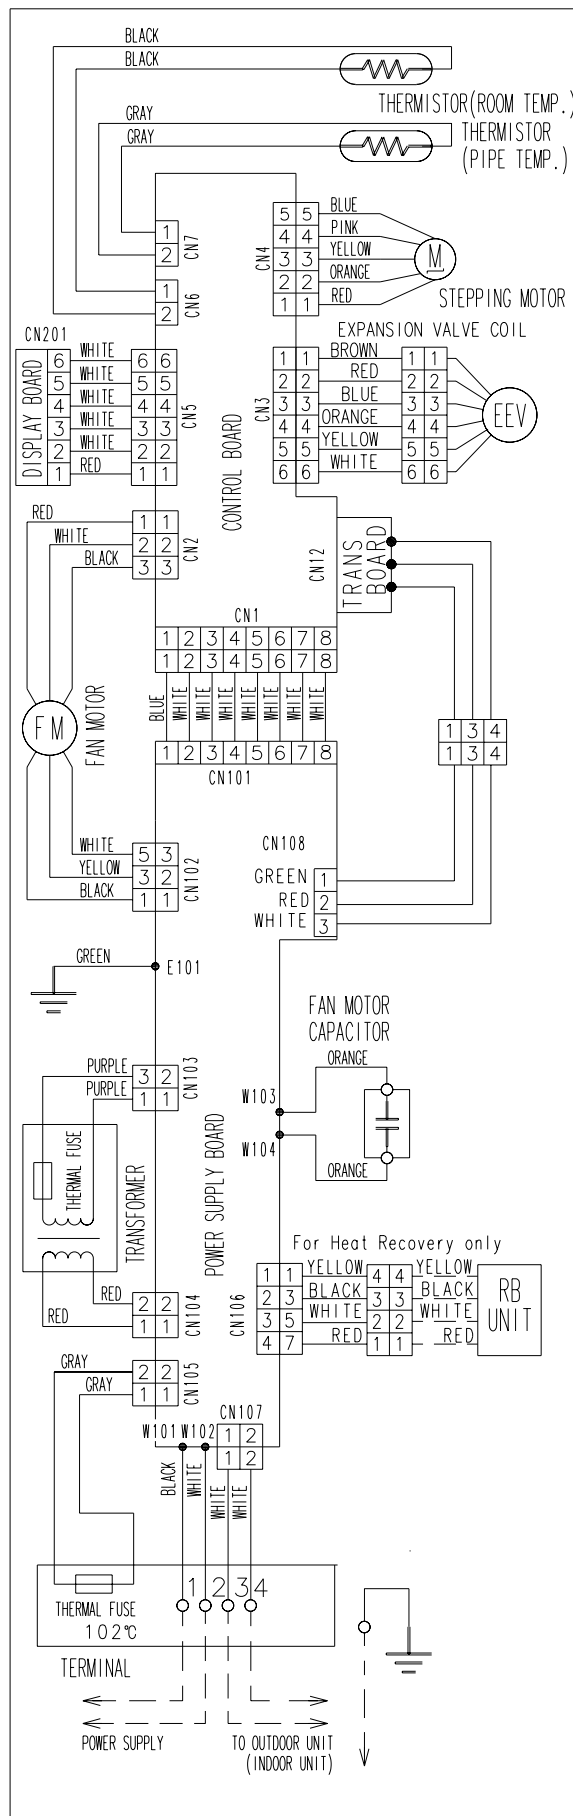 BLACK
BLACK
THERMISTOR(ROOM TEMP.)
GRAY
GRAY
THERMISTOR
(PIPE TEMP.)
1
2
CN7
1
2
CN6
5 5
4 4
3 3
2 2
1 1
CN4
BLUE
PINK
YELLOW
ORANGE
RED
M
STEPPING MOTOR
CN201
DISPLAY BOARD
6
5
4
3
2
1
WHITE
WHITE
WHITE
WHITE
WHITE
RED
6 6
5 5
4 4
3 3
2 2
1 1
CN5
CONTROL BOARD
EXPANSION VALVE COIL
CN3
1 1
2 2
3 3
4 4
5 5
6 6
BROWN
RED
BLUE
ORANGE
YELLOW
WHITE
1 1
2 2
3 3
4 4
5 5
6 6
EEV
RED
WHITE
BLACK
1 1
2 2
3 3
CN2
CN12
TRANS
BOARD
CN1
1 2 3 4 5 6 7 8
1 2 3 4 5 6 7 8
BLUE
WHITE
WHITE
WHITE
WHITE
WHITE
WHITE
WHITE
1 2 3 4 5 6 7 8
CN101
FM
FAN MOTOR
1 3 4
1 3 4
WHITE
YELLOW
BLACK
5 3
3 2
1 1
CN102
CN108
GREEN 1
RED 2
WHITE 3
GREEN
E101
FAN MOTOR
CAPACITOR
ORANGE
W103
W104
ORANGE
PURPLE
PURPLE
3 2
1 1
CN103
THERMAL FUSE
TRANSFORMER
POWER SUPPLY BOARD
RED
RED
2 2
1 1
CN104
For Heat Recovery only
CN106
1 1
2 3
3 5
4 7
YELLOW
BLACK
WHITE
RED
4 4
3 3
2 2
1 1
YELLOW
BLACK
WHITE
RED
RB
UNIT
GRAY
GRAY
2 2
1 1
CN105
W101 W102
CN107
1 2
1 2
BLACK
WHITE
WHITE
WHITE
1 2 3 4
THERMAL FUSE
102℃
TERMINAL
POWER SUPPLY
TO OUTDOOR UNIT
(INDOOR UNIT)